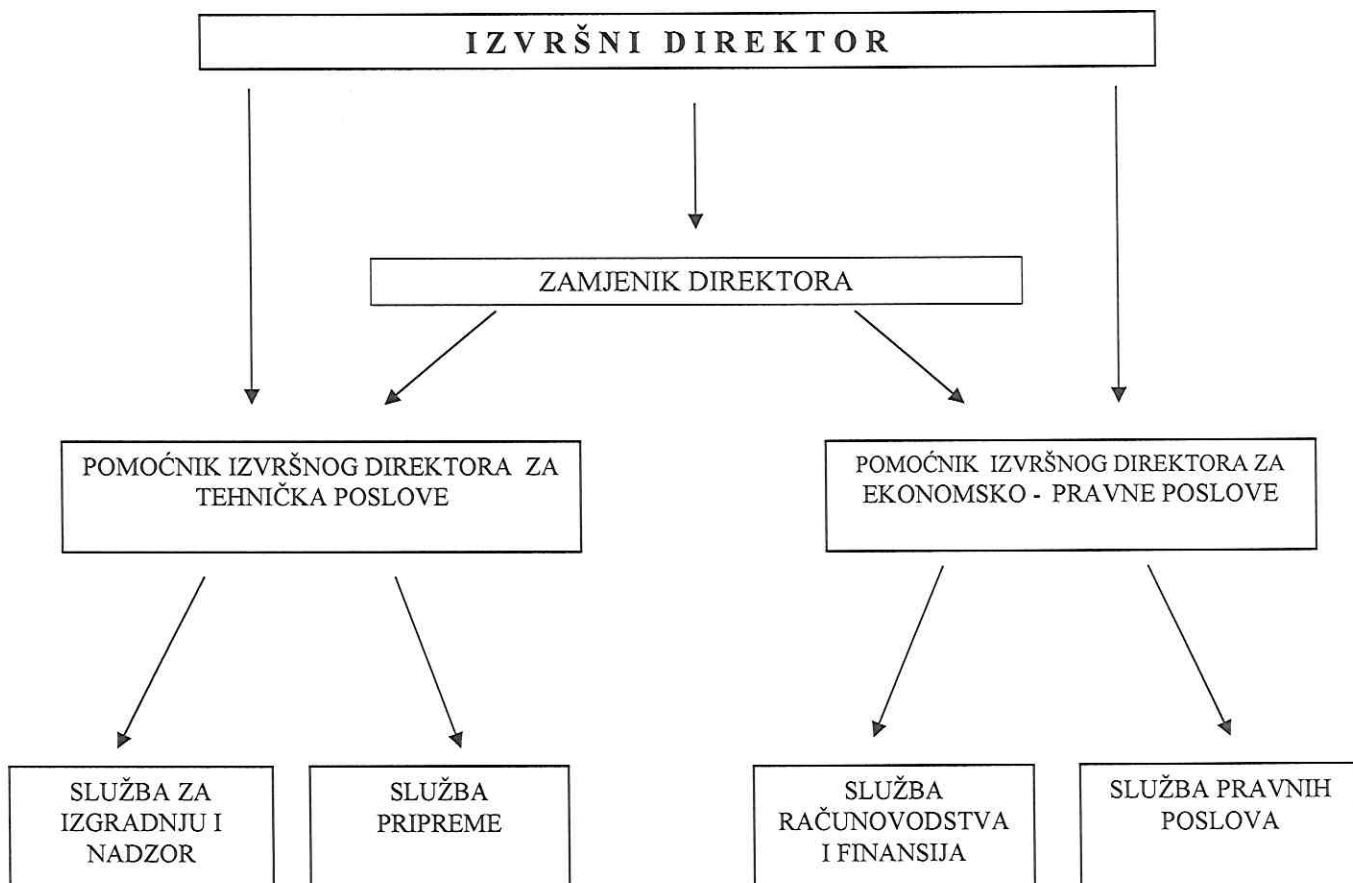 IZVRŠNI DIREKTOR
ZAMJENIK DIREKTORA
POMOĆNIK IZVRŠNOG DIREKTORA ZA
TEHNIČKA POSLOVE
POMOĆNIK IZVRŠNOG DIREKTORA ZA
EKONOMSKO - PRAVNE POSLOVE
SLUŽBA ZA
IZGRADNJU I
NADZOR
SLUŽBA
PRIPREME
SLUŽBA
RAČUNOVODSTVA
I FINANSIJA
SLUŽBA PRAVNIH
POSLOVA